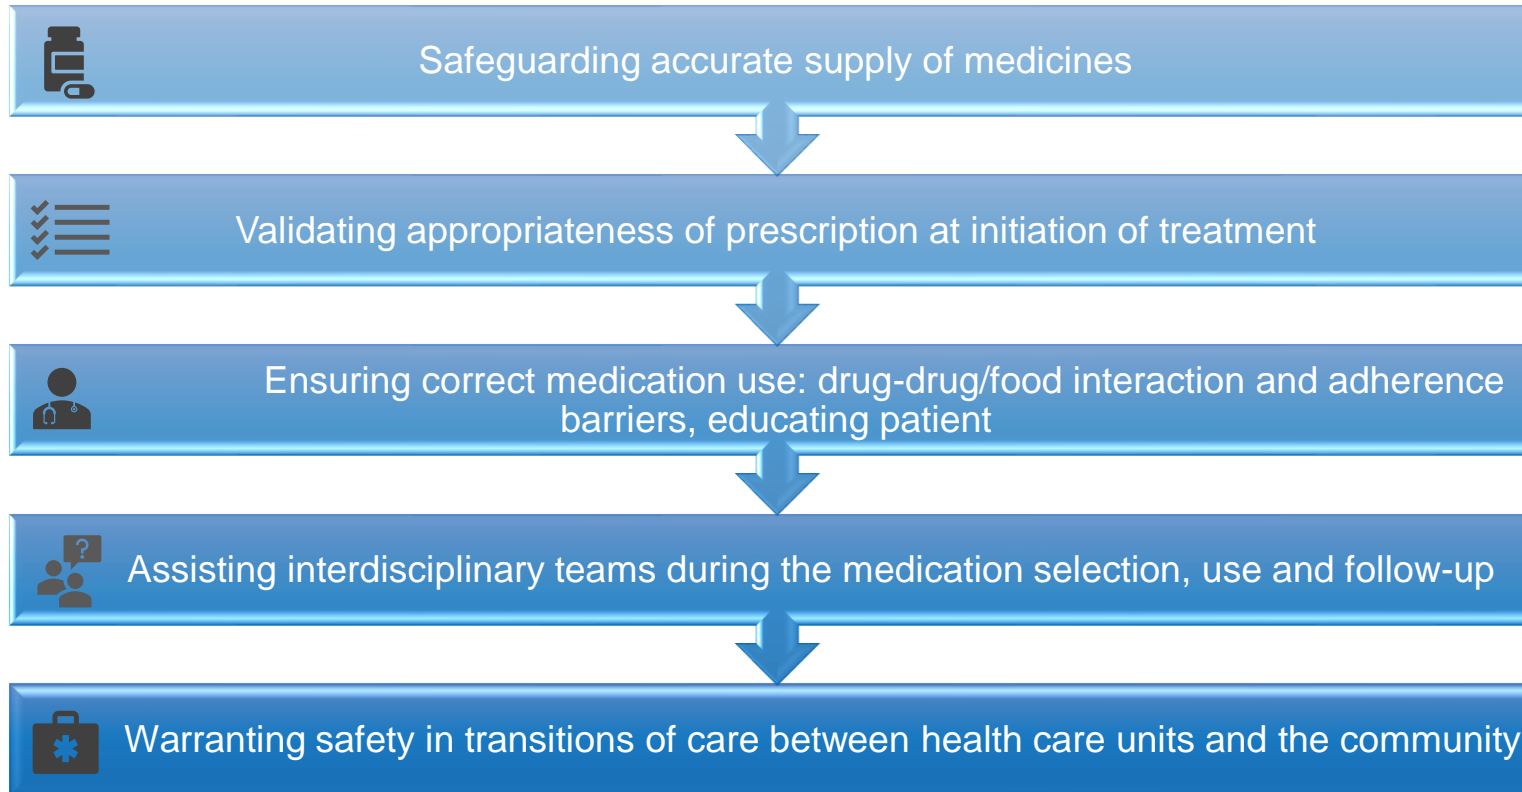 Safeguarding accurate supply of medicines
Validating appropriateness of prescription at initiation of treatment
Ensuring correct medication use: drug-drug/food interaction and adherence
barriers, educating patient
?
Assisting interdisciplinary teams during the medication selection, use and follow-up
Warranting safety in transitions of care between health care units and the community